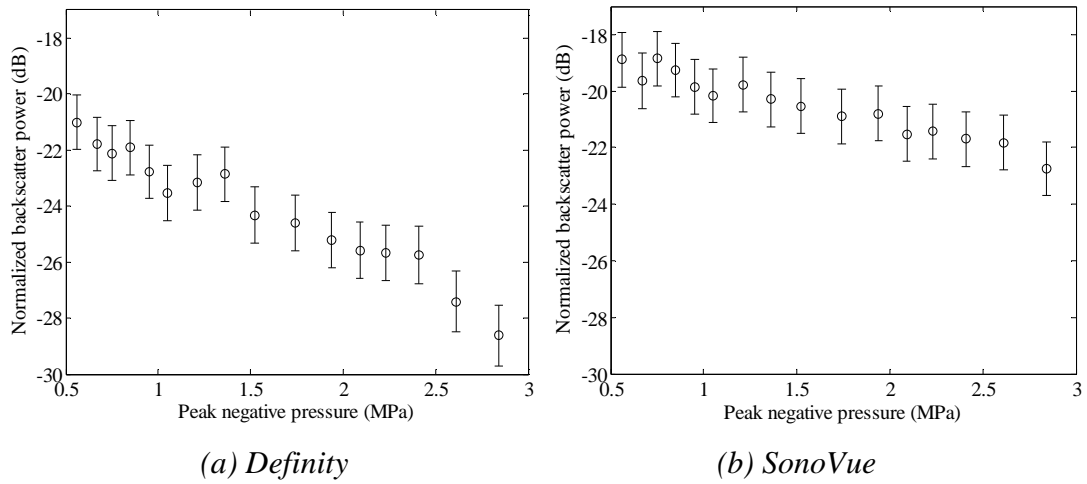 Normalized backscatter power (dB)
-18
-20
-22
-24
-26
-28
-30
0.5 1 1.5 2 2.5 3
Peak negative pressure (MPa)
(a) Definity
Normalized backscatter power (dB)
-18
-20
-22
-24
-26
-28
-30
0.5 1 1.5 2 2.5 3
Peak negative pressure (MPa)
(b) SonoVue